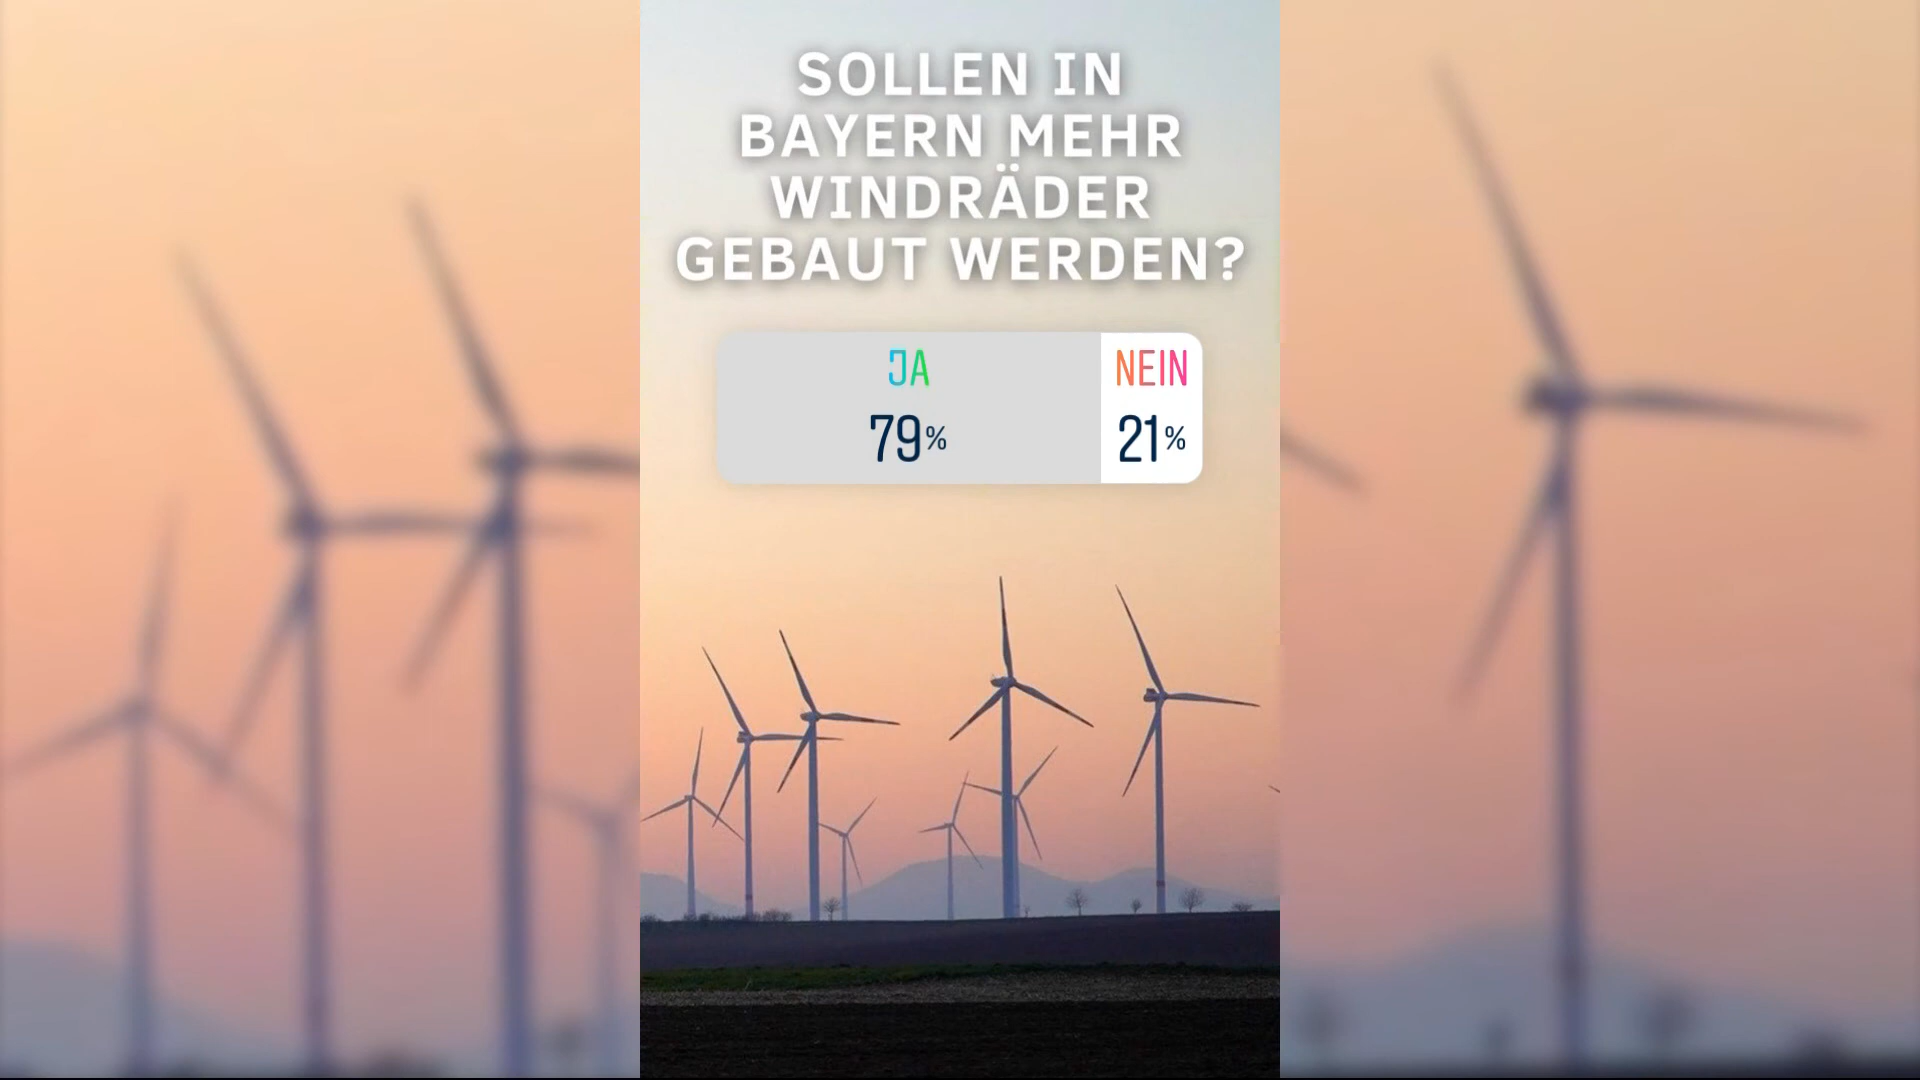 SOLLEN IN
BAYERN MEHR
WINDRÄDER
GEBAUT WERDEN?
JA NEIN
79% 21%